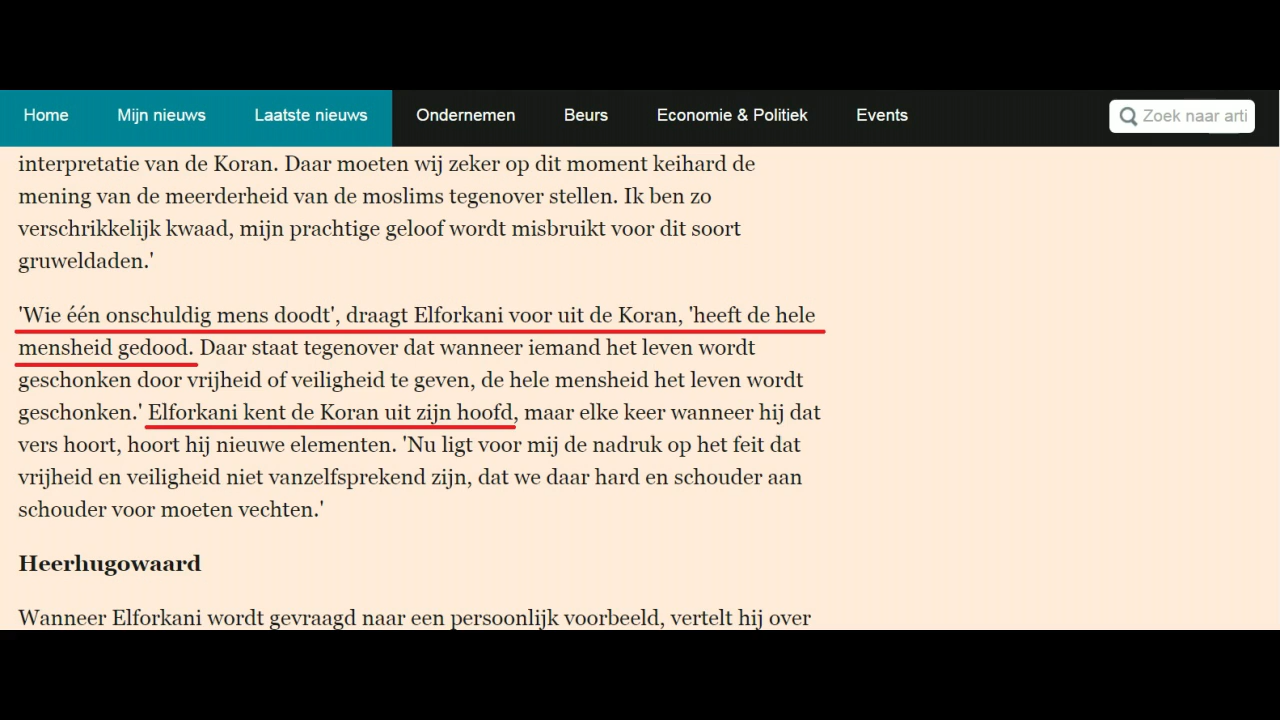 Home Mijn nieuws Laatste nieuws Ondernemen Beurs Economie & Politiek Events Zoek naar arti
interpretatie van de Koran. Daar moeten wij zeker op dit moment keihard de
mening van de meerderheid van de moslims tegenover stellen. Ik ben zo
verschrikkelijk kwaad, mijn prachtige geloof wordt misbruikt voor dit soort
gruweldaden.'
'Wie één onschuldig mens doodt', draagt Elforkani voor uit de Koran, 'heeft de hele
mensheid gedood. Daar staat tegenover dat wanneer iemand het leven wordt
geschonken door vrijheid of veiligheid te geven, de hele mensheid het leven wordt
geschonken.' Elforkani kent de Koran uit zijn hoofd, maar elke keer wanneer hij dat
vers hoort, hoort hij nieuwe elementen. 'Nu ligt voor mij de nadruk op het feit dat
vrijheid en veiligheid niet vanzelfsprekend zijn, dat we daar hard en schouder aan
schouder voor moeten vechten.'
Heerhugowaard
Wanneer Elforkani wordt gevraagd naar een persoonlijk voorbeeld, vertelt hij over